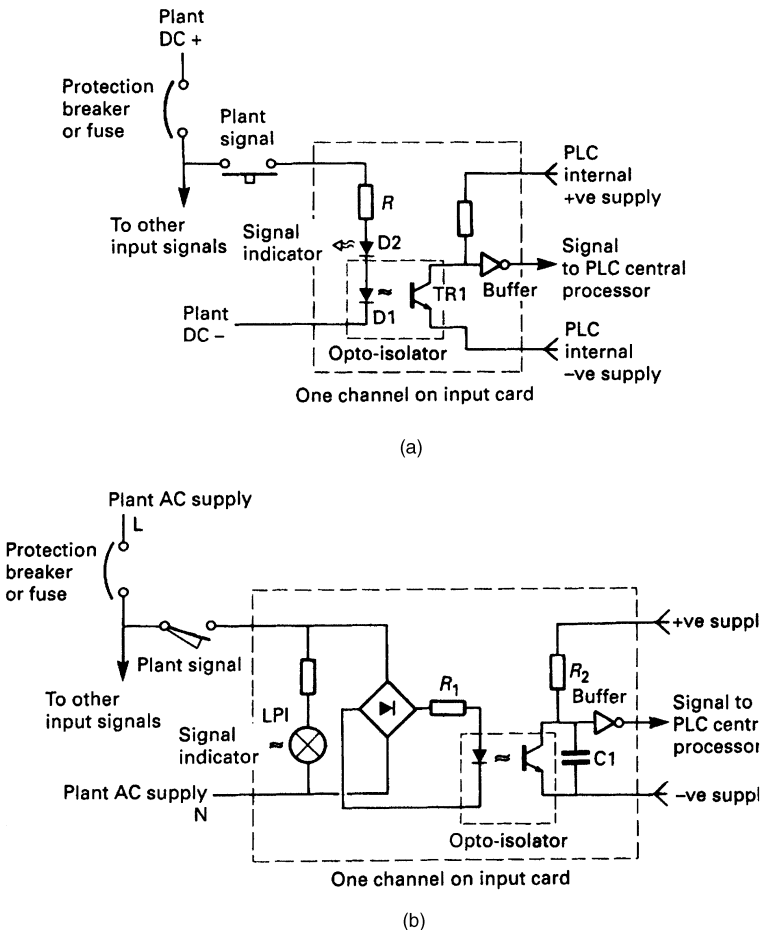 Plant
DC +
Protection
breaker
or fuse
Plant
signal
To other
input signals
R
Signal
indicator
D2
D1
TR1
Buffer
PLC
internal
+ve supply
Signal
to PLC central
processor
PLC
internal
–ve supply
Plant
DC –
Opto-isolator
One channel on input card
(a)
Plant AC supply
L
Protection
breaker
or fuse
Plant signal
To other
input signals
LPI
Signal
indicator
R1
R2
Buffer
C1
+ve suppl
Signal to
PLC centr
processor
–ve suppl
Plant AC supply
N
Opto-isolator
One channel on input card
(b)